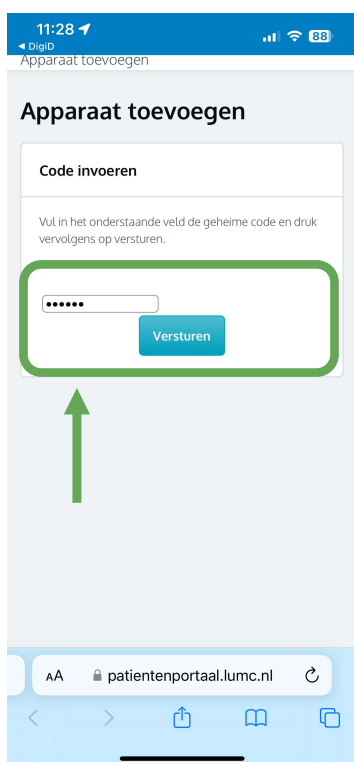 11:28
88
◀ DigiD
Apparaat toevoegen
Apparaat toevoegen
Code invoeren
Vul in het onderstaande veld de geheime code en druk
vervolgens op versturen.
••••••
Versturen
AA patientenportaal.lumc.nl